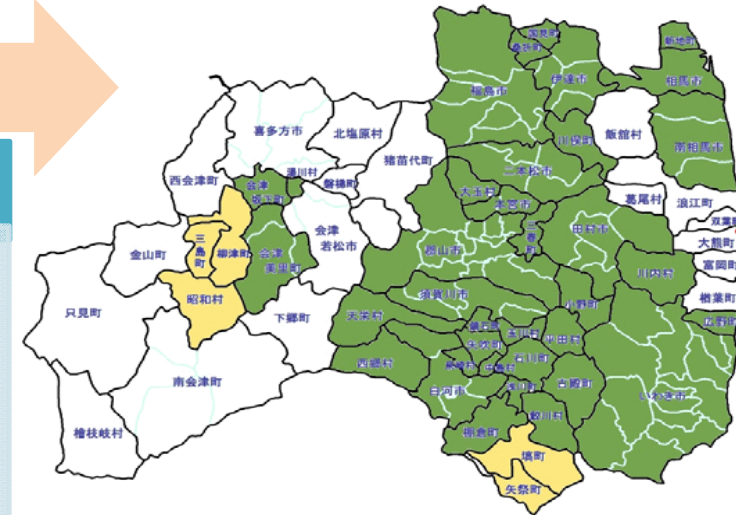 国見町
桑折町
新地町
伊達市
相馬市
福島市
喜多方市
北塩原村
川俣町
飯舘村
南相馬市
猪苗代町
西会津町
湯川村
磐梯町
二本松市
会津
坂下町
大玉村
本宮市
葛尾村
浪江町
双葉
会津
若松市
三春町
田村市
大熊町
金山町
三島町
柳津町
会津
美里町
郡山市
川内村
富岡町
昭和村
須賀川市
小野町
楢葉町
只見町
下郷町
天栄村
鏡石町
玉川村
平田村
広野町
矢吹町
石川町
西郷村
泉崎村
中島村
南会津町
白河市
浅川町
古殿町
いわき市
鮫川村
檜枝岐村
棚倉町
塙町
矢祭町